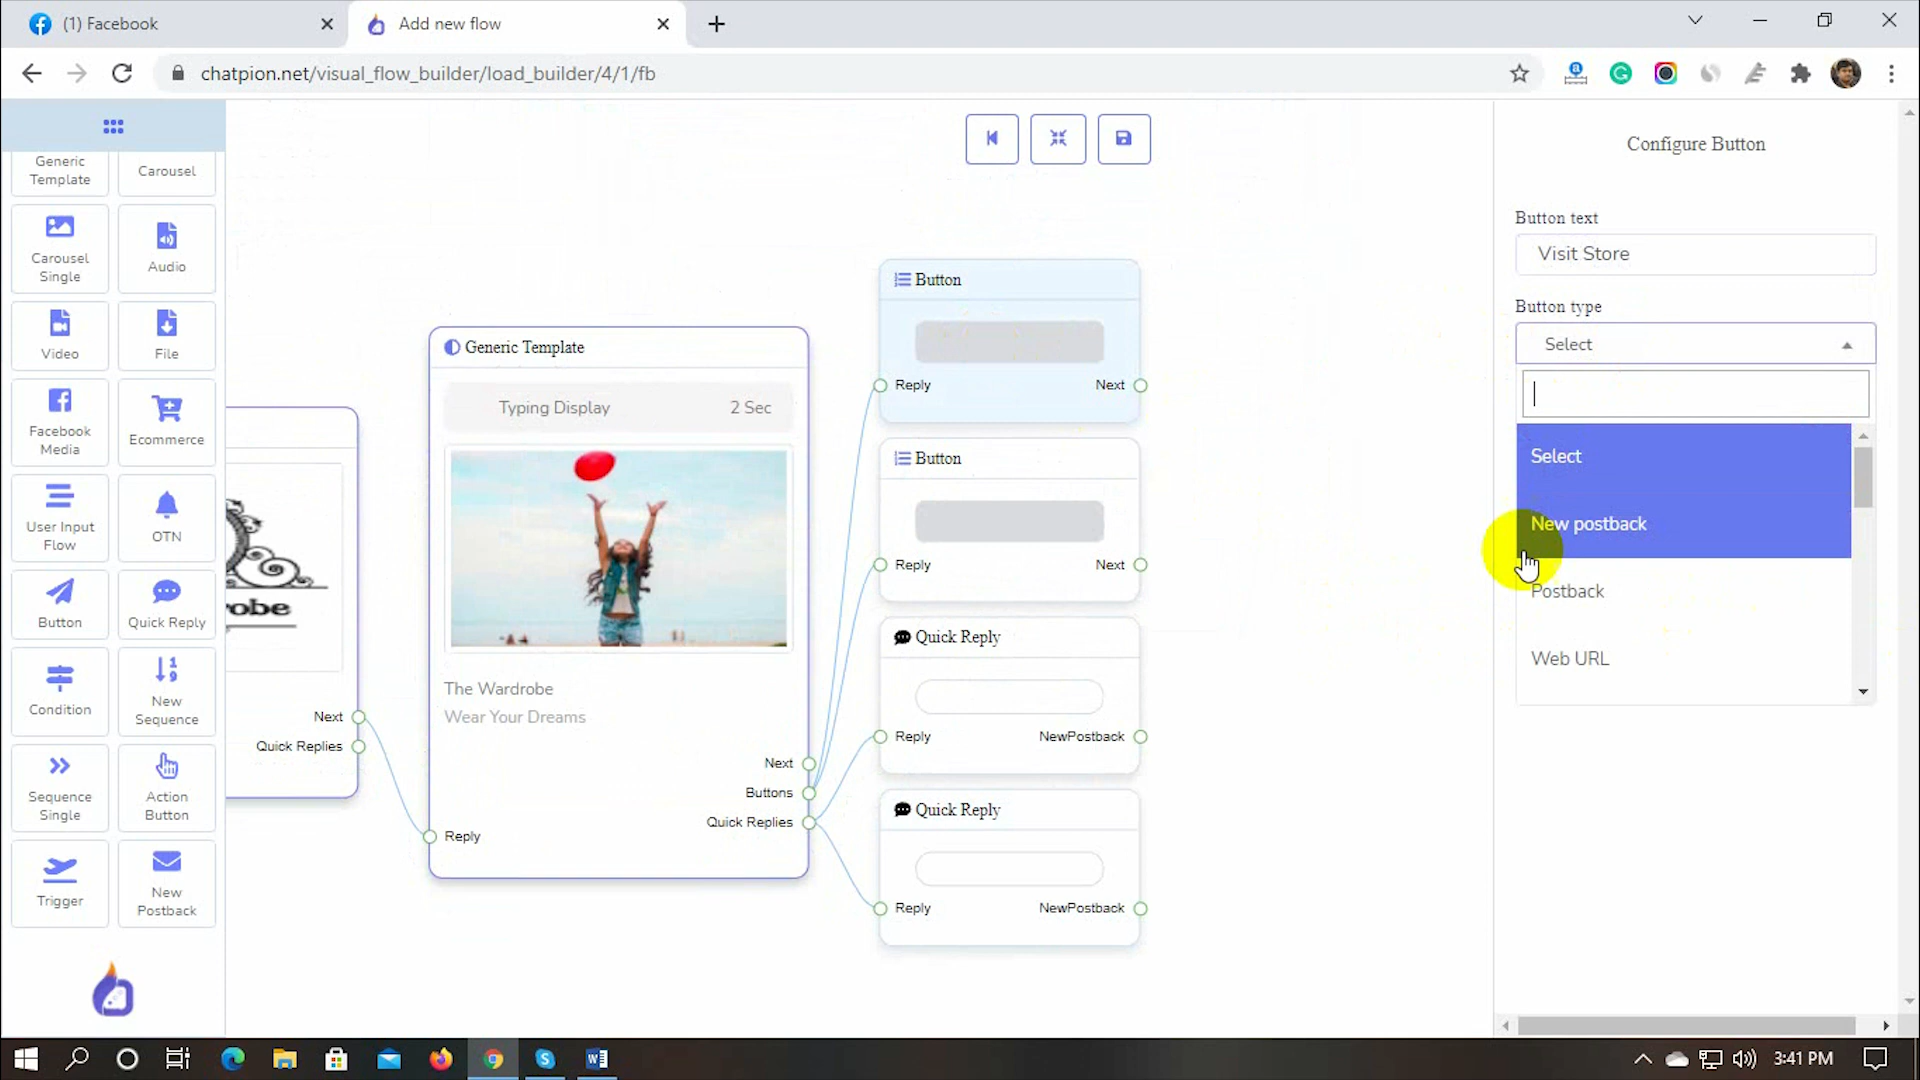 (1) Facebook
Add new flow
chatpion.net/visual_flow_builder/load_builder/4/1/fb
Generic
Template
Carousel
Carousel
Single
Audio
Video
File
Facebook
Media
Ecommerce
User Input
Flow
OTN
Button
Quick Reply
Condition
New
Sequence
Sequence
Single
Action
Button
Trigger
New
Postback
obe
Next
Quick Replies
Generic Template
Typing Display
2 Sec
The Wardrobe
Wear Your Dreams
Next
Buttons
Quick Replies
Reply
Button
Reply
Next
Button
Reply
Next
Quick Reply
Reply
NewPostback
Quick Reply
Reply
NewPostback
Configure Button
Button text
Visit Store
Button type
Select
Select
New postback
Postback
Web URL
3:41 PM